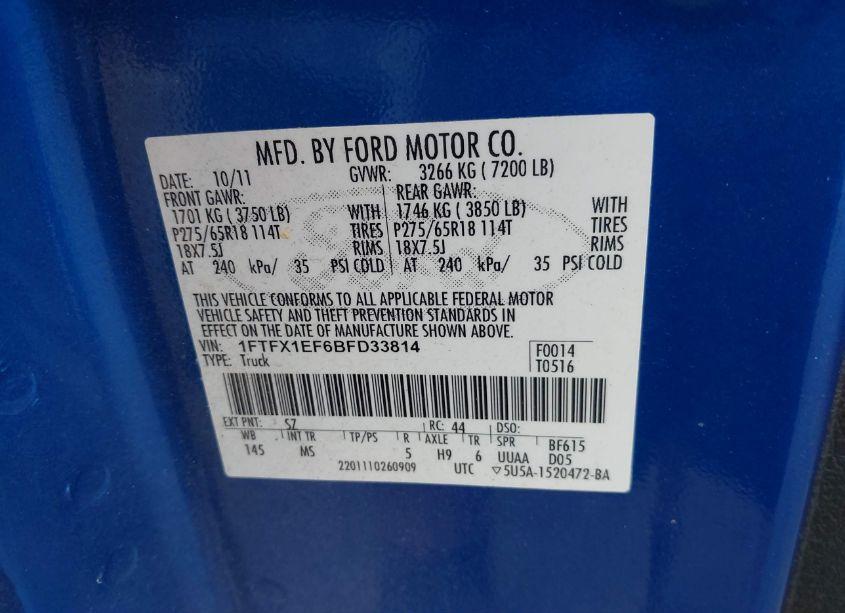 MFD. BY FORD MOTOR CO.
DATE: 10/11 GVWR: 3266 KG ( 7200 LB)
FRONT GAWR: REAR GAWR:
1701 KG ( 3750 LB) WITH 1746 KG ( 3850 LB) WITH
P275/65R18 114T TIRES P275/65R18 114T TIRES
18X7.5J RIMS 18X7.5J RIMS
AT 240 kPa/ 35 PSI COLD AT 240 kPa/ 35 PSI COLD
THIS VEHICLE CONFORMS TO ALL APPLICABLE FEDERAL MOTOR
VEHICLE SAFETY AND THEFT PREVENTION STANDARDS IN
EFFECT ON THE DATE OF MANUFACTURE SHOWN ABOVE.
VIN: 1FTFX1EF6BFD33814 F0014
TYPE: Truck T0516
EXT PNT: SZ RC: 44 DSO:
WB INT TR TP/PS R AXLE TR SPR BF615
145 MS 5 H9 6 UUAA D05
2201110260909 UTC ▽5U5A-1520472-BA